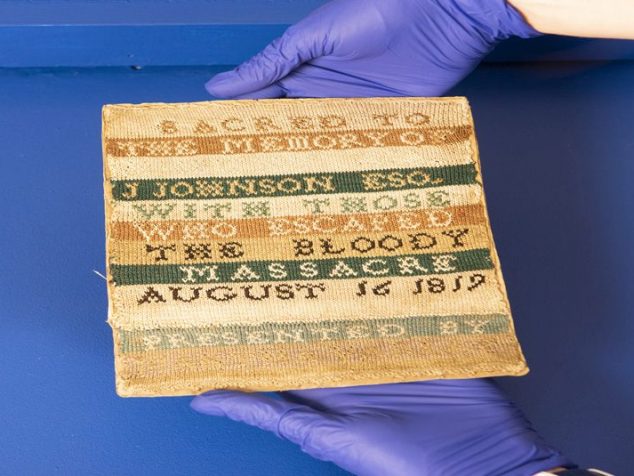 SACRED TO
THE MEMORY OF
J JOHNSON ESQ.
WITH THOSE
WHO ESCAPED
THE BLOODY
MASSACRE
AUGUST 16 1819
PRESENTED BY